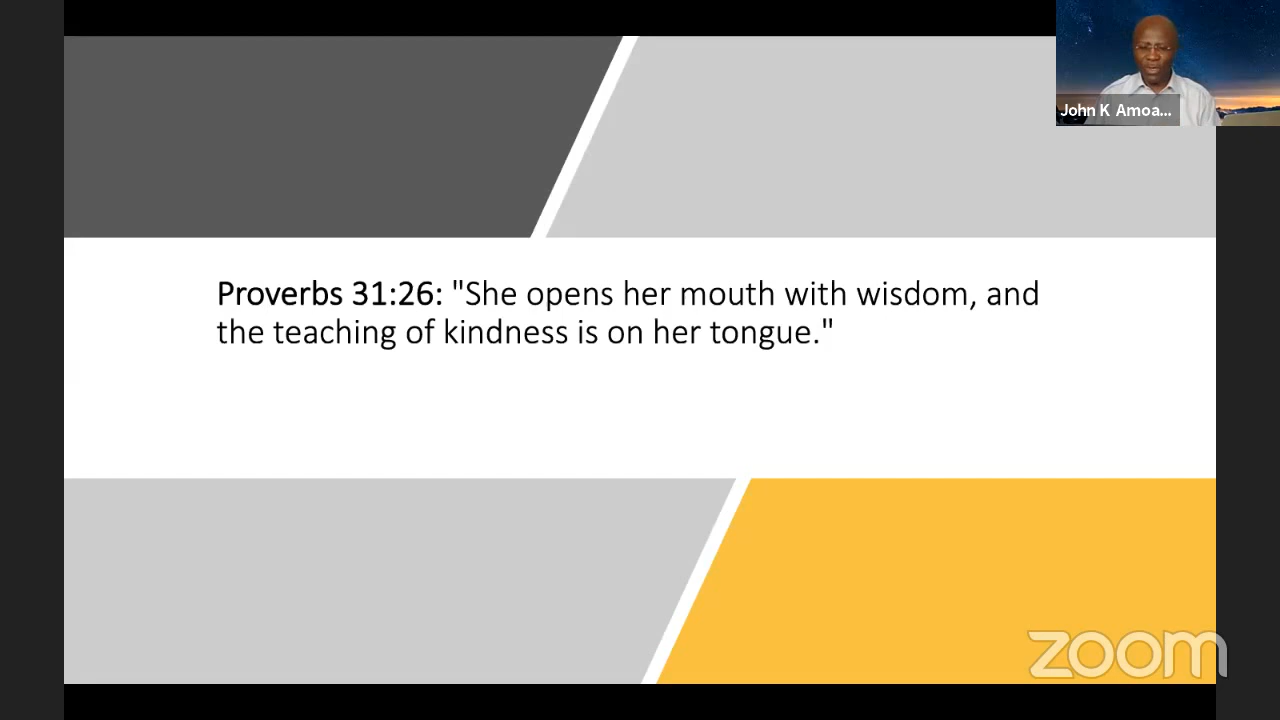 John K Amoa...
Proverbs 31:26: "She opens her mouth with wisdom, and
the teaching of kindness is on her tongue."
zoom